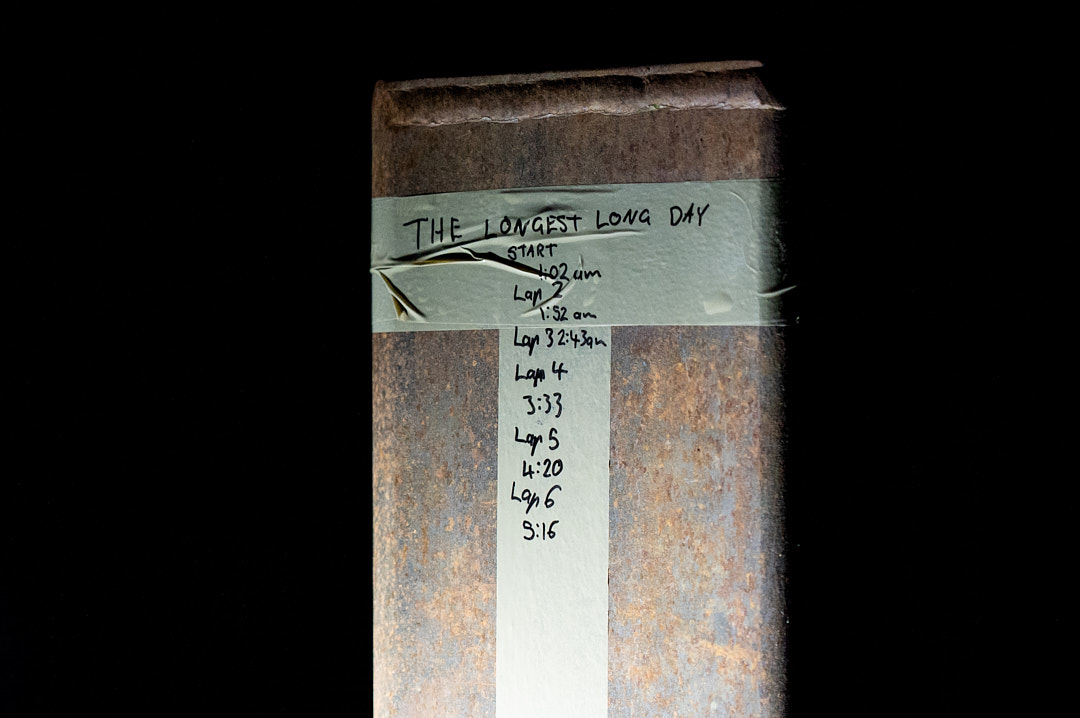 THE LONGEST LONG DAY
START
1:02 am
Lap 2
1:52 am
Lap 3 2:43am
Lap 4
3:33
Lap 5
4:20
Lap 6
5:16